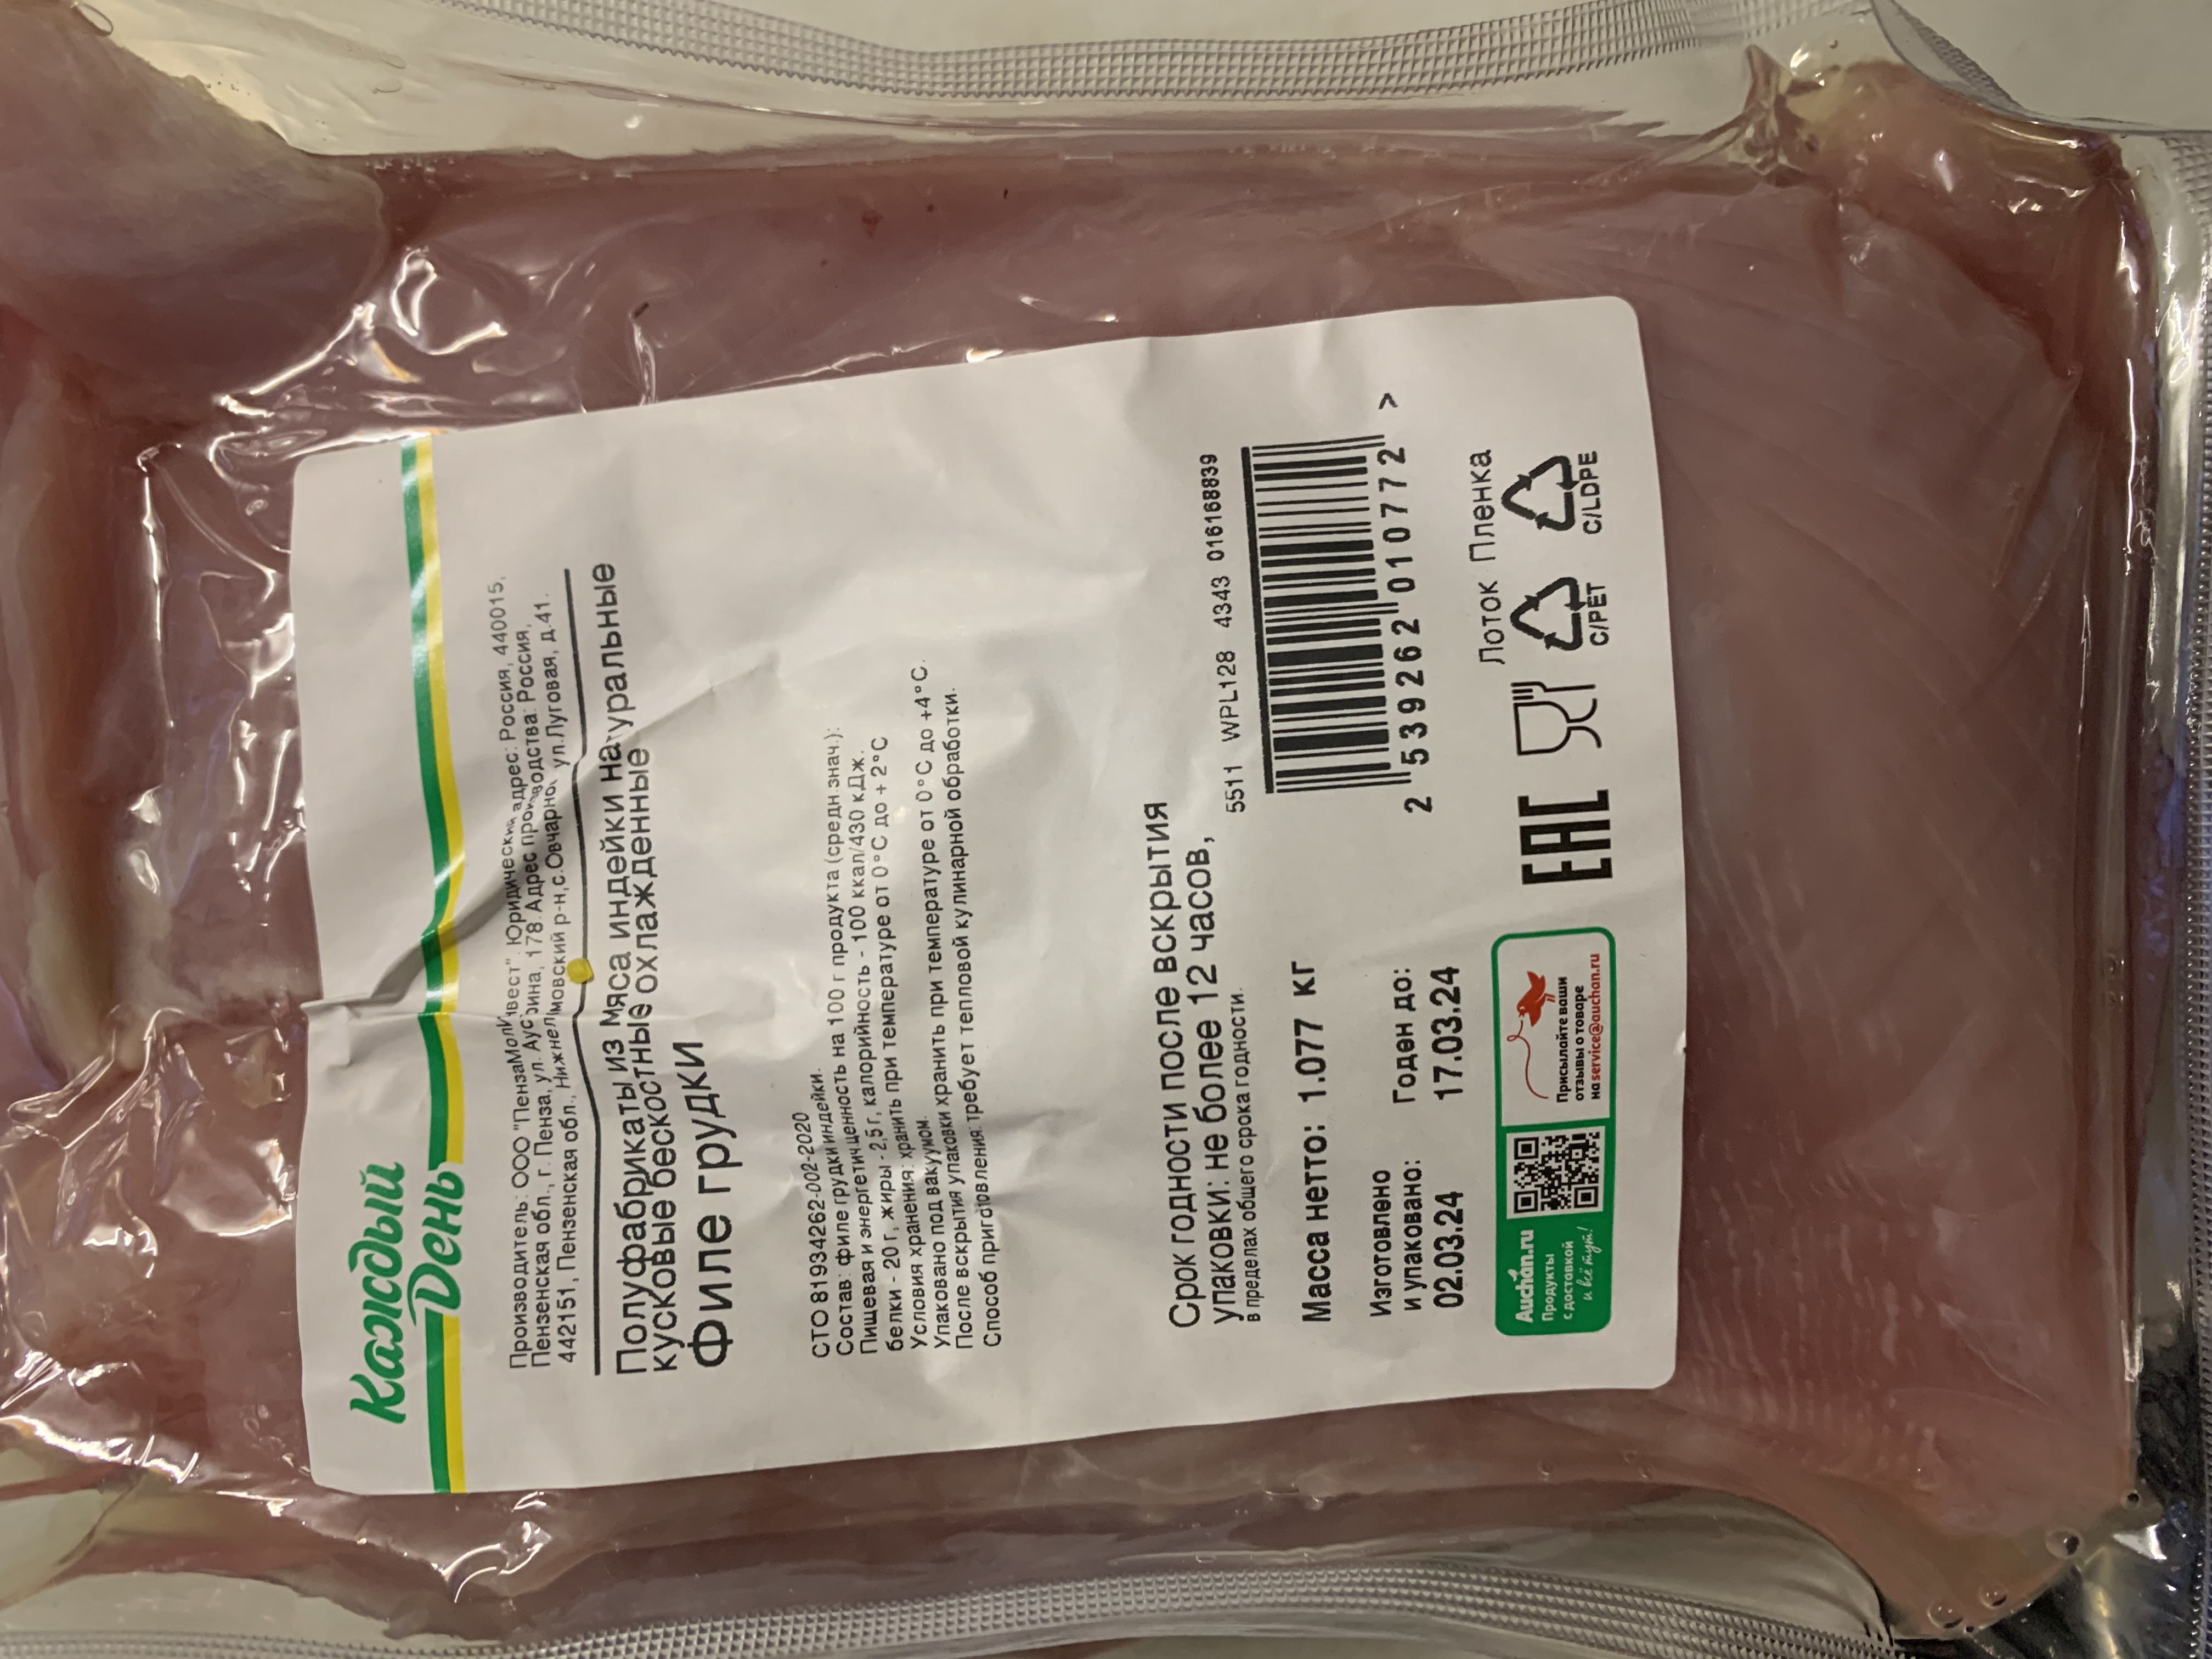 Каждый
День
Производитель: ООО "ПензаМолИнвест". Юридический адрес: Россия, 440015,
Пензенская обл., г. Пенза, ул. Аустрина, 178. Адрес производства: Россия,
442151, Пензенская обл., Нижнеломовский р-н, с. Овчарное, ул. Луговая, д.41.
Полуфабрикаты из мяса индейки натуральные
кусковые бескостные охлажденные
Филе грудки
СТО 81934262-002-2020
Состав: филе грудки индейки.
Пищевая и энергетич.ценность на 100 г продукта (средн знач.):
белки - 20 г, жиры - 2,5 г, калорийность - 100 ккал/430 кДж.
Условия хранения: хранить при температуре от 0°С до + 2°С
Упаковано под вакуумом.
После вскрытия упаковки хранить при температуре от 0°С до +4°С.
Способ приготовления: требует тепловой кулинарной обработки.
Срок годности после вскрытия
упаковки: не более 12 часов,
в пределах общего срока годности.
5511 WPL128 4343 01616839
Масса нетто: 1.077 кг
2 539262 010772 >
Изготовлено
и упаковано:
02.03.24
Годен до:
17.03.24
Лоток Пленка
C/PET C/LDPE
EAC
Auchan.ru
Продукты
с доставкой
и всё тут!
Присылайте ваши
отзывы о товаре
на service@auchan.ru